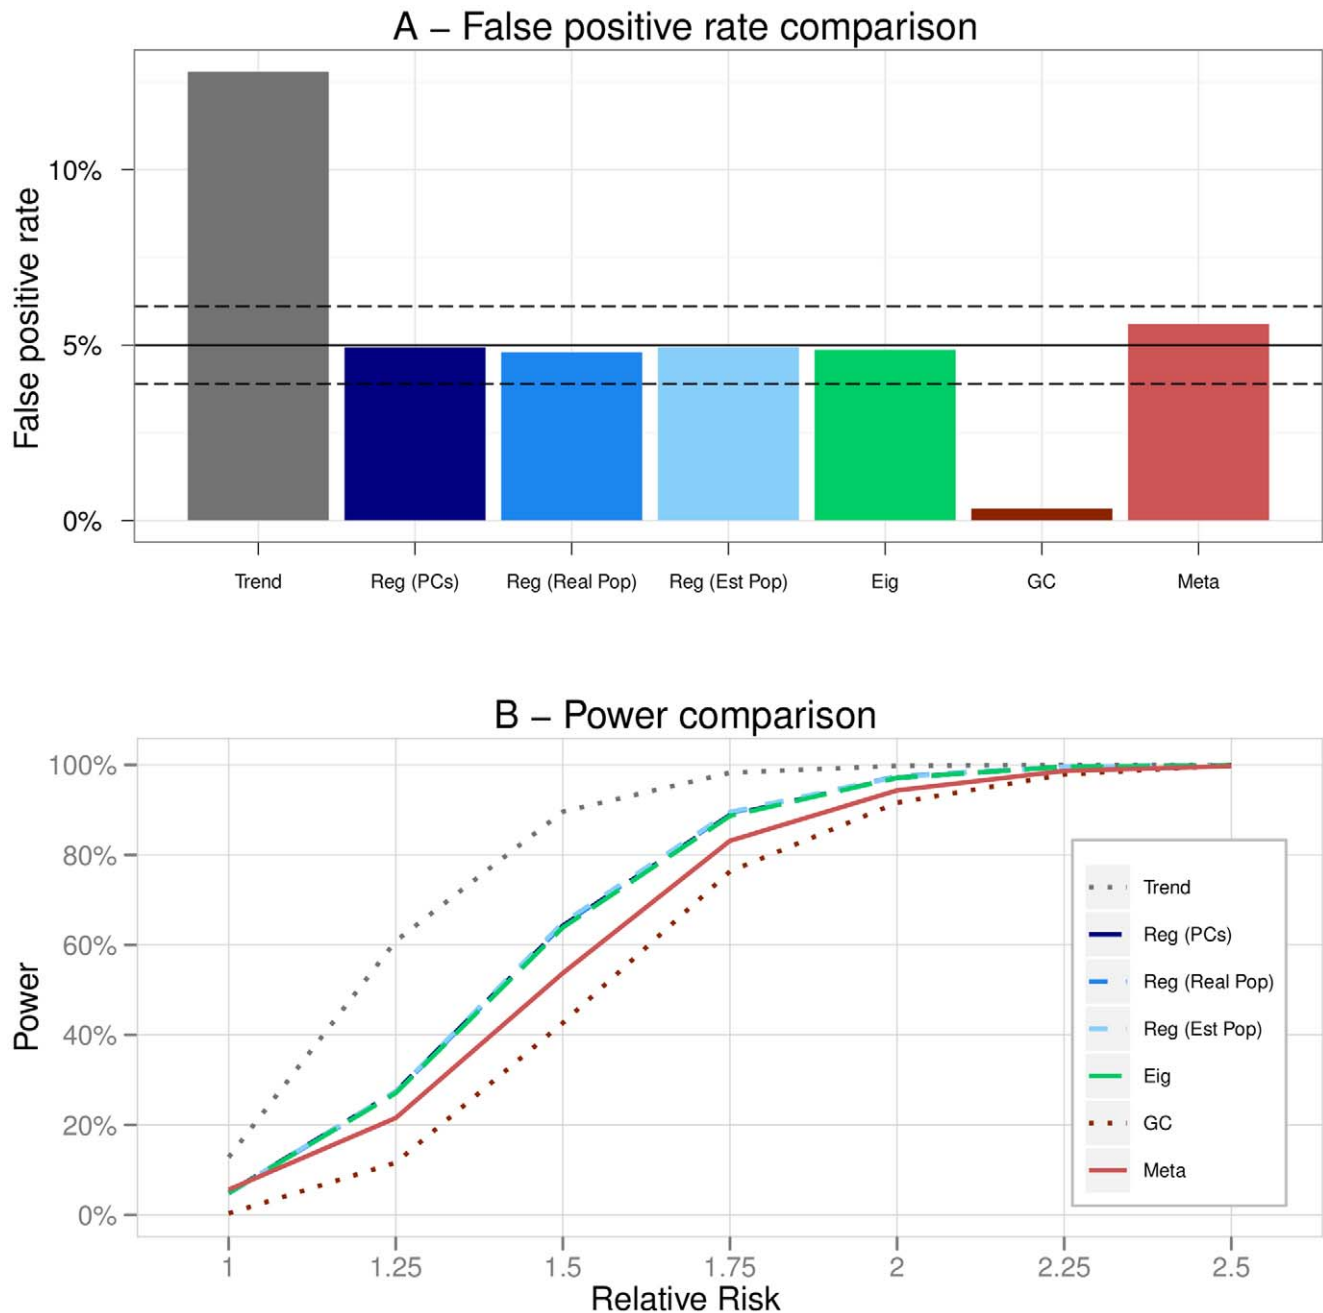 A – False positive rate comparison
False positive rate
10%
5%
0%
Trend Reg (PCs) Reg (Real Pop) Reg (Est Pop) Eig GC Meta
B – Power comparison
Power
100%
80%
60%
40%
20%
0%
Trend
Reg (PCs)
Reg (Real Pop)
Reg (Est Pop)
Eig
GC
Meta
1 1.25 1.5 1.75 2 2.25 2.5
Relative Risk